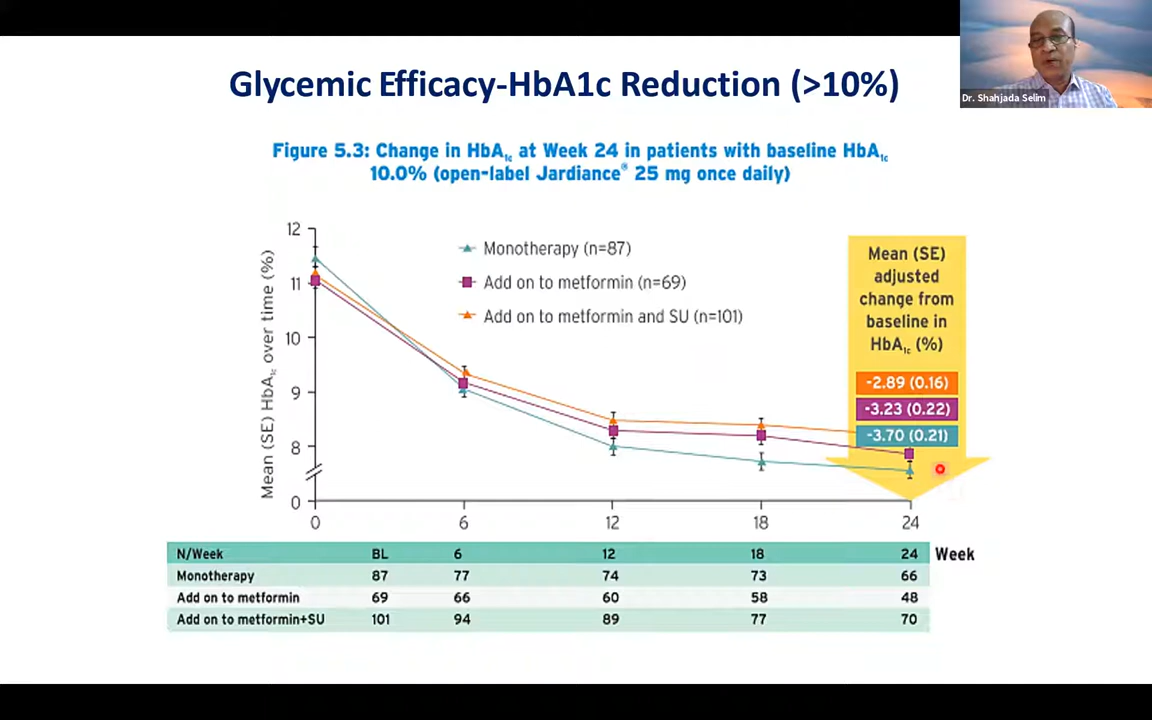 Dr. Shahjada Selim
Glycemic Efficacy-HbA1c Reduction (>10%)
Figure 5.3: Change in HbA1c at Week 24 in patients with baseline HbA1c
10.0% (open-label Jardiance® 25 mg once daily)
Mean (SE) HbA1c over time (%)
12
11
10
9
8
0
Monotherapy (n=87)
Add on to metformin (n=69)
Add on to metformin and SU (n=101)
Mean (SE)
adjusted
change from
baseline in
HbA1c (%)
-2.89 (0.16)
-3.23 (0.22)
-3.70 (0.21)
0 6 12 18 24
Week
N/Week BL 6 12 18 24
Monotherapy 87 77 74 73 66
Add on to metformin 69 66 60 58 48
Add on to metformin+SU 101 94 89 77 70